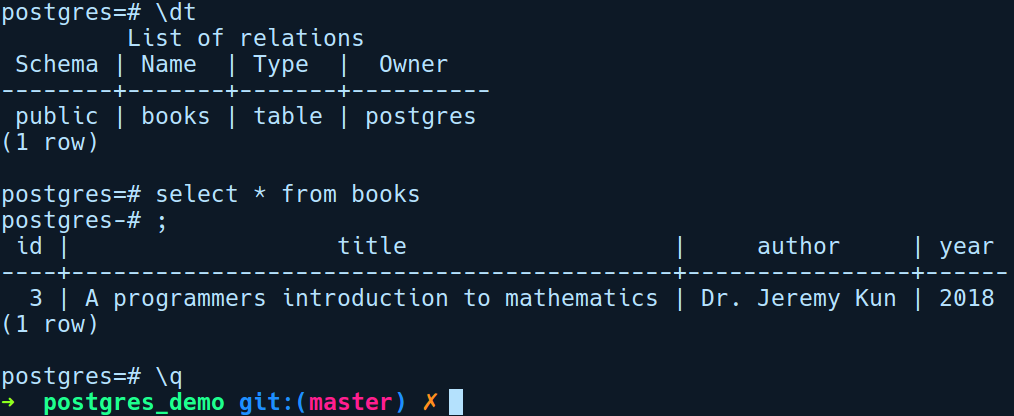 postgres=# \dt
         List of relations
 Schema | Name  | Type  |  Owner
--------+-------+-------+----------
 public | books | table | postgres
(1 row)
postgres=# select * from books
postgres-# ;
 id |                   title                   |     author     | year
----+-------------------------------------------+----------------+------
  3 | A programmers introduction to mathematics | Dr. Jeremy Kun | 2018
(1 row)
postgres=# \q
➜  postgres_demo git:(master) ✗